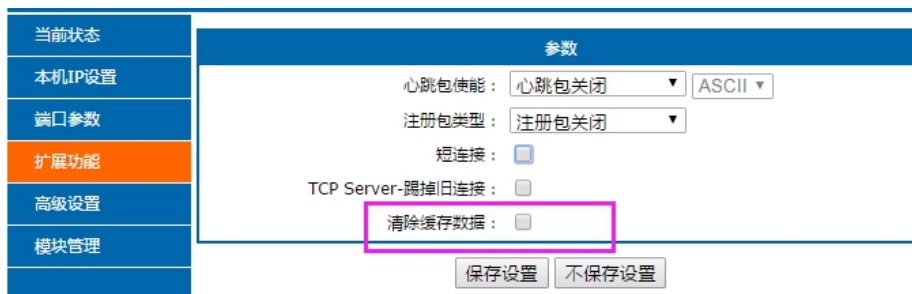 当前状态
本机IP设置
端口参数
扩展功能
高级设置
模块管理
参数
心跳包使能： 心跳包关闭 ASCII
注册包类型： 注册包关闭
短连接：
TCP Server-踢掉旧连接：
清除缓存数据：
保存设置 不保存设置